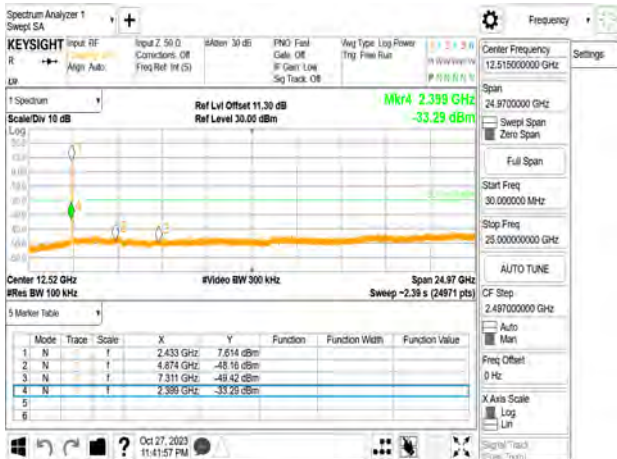 Spectrum Analyzer 1
Swept SA
Frequency
KEYSIGHT Input: RF Input Z: 50 Ω #Atten: 30 dB PNO: Fast Avg Type: Log-Power
R Corrections: Off Gate: Off Trig: Free Run
Align: Auto Freq Ref: Int (S) IF Gain: Low
Sig Track: Off
1 Spectrum
Ref Lvl Offset 11.30 dB
Mkr4 2.399 GHz
Scale/Div 10 dB
Ref Level 30.00 dBm
-33.29 dBm
Log
Center 12.52 GHz
#Video BW 300 kHz
Span 24.97 GHz
#Res BW 100 kHz
Sweep ~2.39 s (24971 pts)
5 Marker Table
Mode Trace Scale X Y Function Function Width Function Value
1 N f 2.433 GHz 7.614 dBm
2 N f 4.874 GHz -48.16 dBm
3 N f 7.311 GHz -49.42 dBm
4 N f 2.399 GHz -33.29 dBm
5
6
Oct 27, 2023
11:41:57 PM
Center Frequency
12.515000000 GHz
Settings
Span
24.9700000 GHz
Swept Span
Zero Span
Full Span
Start Freq
30.000000 MHz
Stop Freq
25.000000000 GHz
AUTO TUNE
CF Step
2.497000000 GHz
Auto
Man
Freq Offset
0 Hz
X Axis Scale
Log
Lin
Signal Track